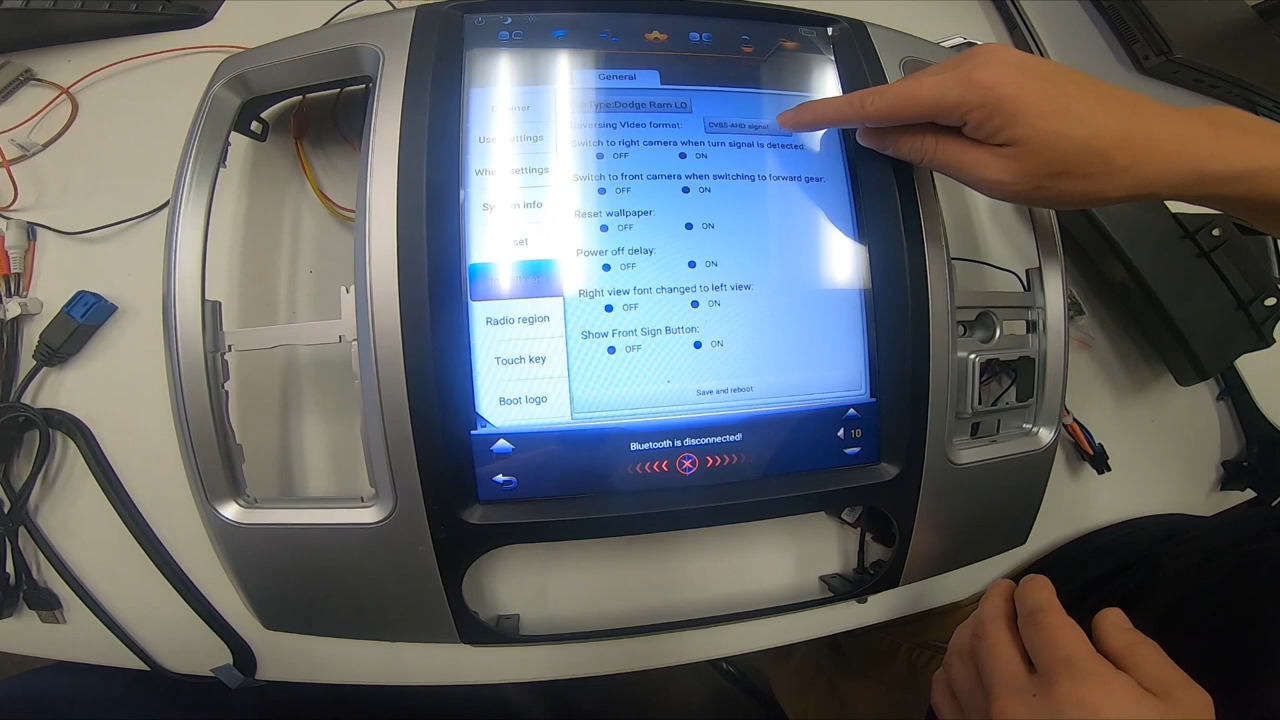 General
Type:Dodge Ram LO
Reversing Video format:
CVBS-AHD signal
Switch to right camera when turn signal is detected:
OFF ON
Switch to front camera when switching to forward gear:
OFF ON
Reset wallpaper:
OFF ON
Power off delay:
OFF ON
Right view font changed to left view:
OFF ON
Show Front Sign Button:
OFF ON
Save and reboot
settings
settings
info
Radio region
Touch key
Boot logo
Bluetooth is disconnected!
10